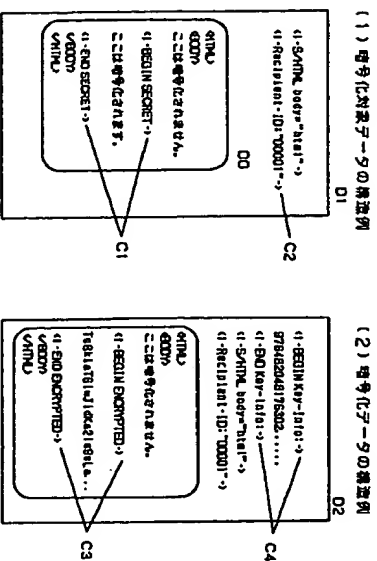 (1) 暗号化対象データの構造例
D1
<!-S/HTML body="html"->
<!-Recipient-ID:"00001"->
C2
D0
<HTML>
<BODY>
ここは暗号化されません。
<!-BEGIN SECRET->
ここは暗号化されます。
<!-END SECRET->
</BODY>
</HTML>
C1
(2) 暗号化データの構造例
D2
<!-BEGIN Key-Info:->
<!-END Key-Info:->
<!-S/HTML body="html"->
<!-Recipient-ID:"00001"->
C4
<HTML>
<BODY>
ここは暗号化されません。
<!-BEGIN ENCRYPTED->
<!-END ENCRYPTED->
</BODY>
</HTML>
C3